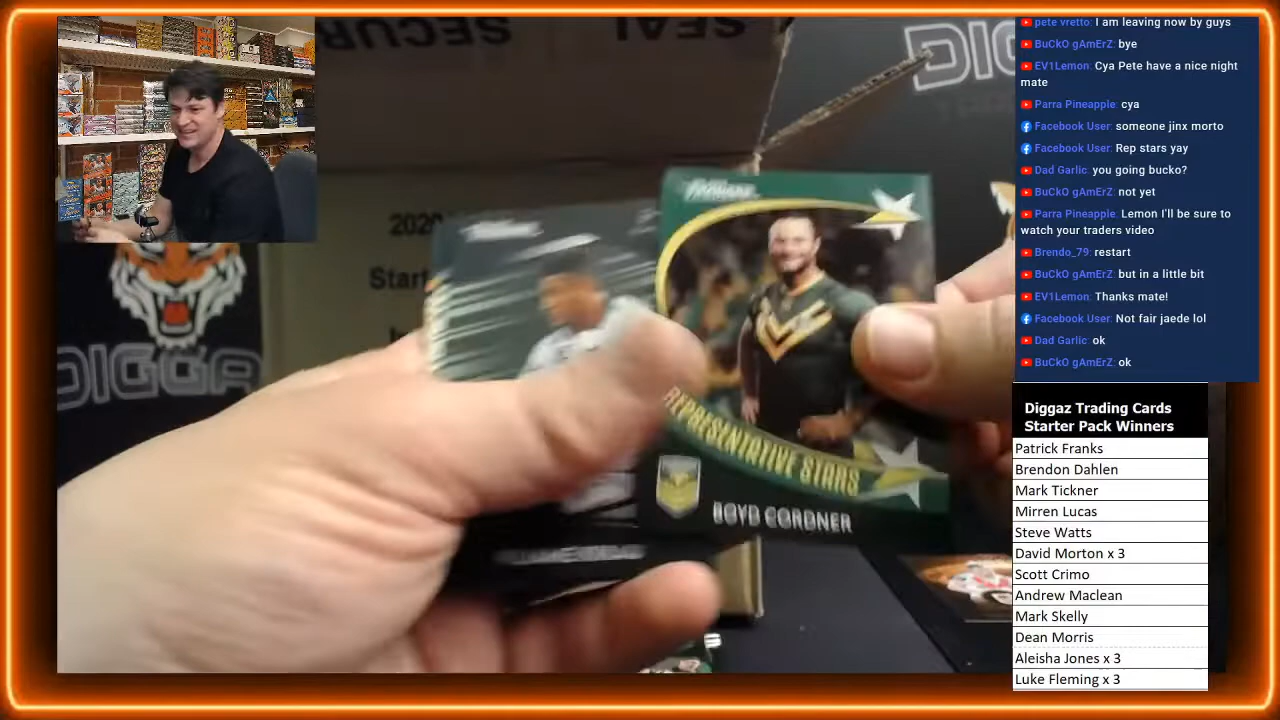 pete vretto: I am leaving now by guys
BuCkO gAmErZ: bye
EV1Lemon: Cya Pete have a nice night
mate
Parra Pineapple: cya
Facebook User: someone jinx morto
Facebook User: Rep stars yay
Dad Garlic: you going bucko?
BuCkO gAmErZ: not yet
Parra Pineapple: Lemon I'll be sure to
watch your traders video
Brendo_79: restart
BuCkO gAmErZ: but in a little bit
EV1Lemon: Thanks mate!
Facebook User: Not fair jaede lol
Dad Garlic: ok
BuCkO gAmErZ: ok
Diggaz Trading Cards
Starter Pack Winners
Patrick Franks
Brendon Dahlen
Mark Tickner
Mirren Lucas
Steve Watts
David Morton x 3
Scott Crimo
Andrew Maclean
Mark Skelly
Dean Morris
Aleisha Jones x 3
Luke Fleming x 3
SEAL
DIG
2020
Start
DIGGA
REPRESENTATIVE STARS
BOYD CORDNER